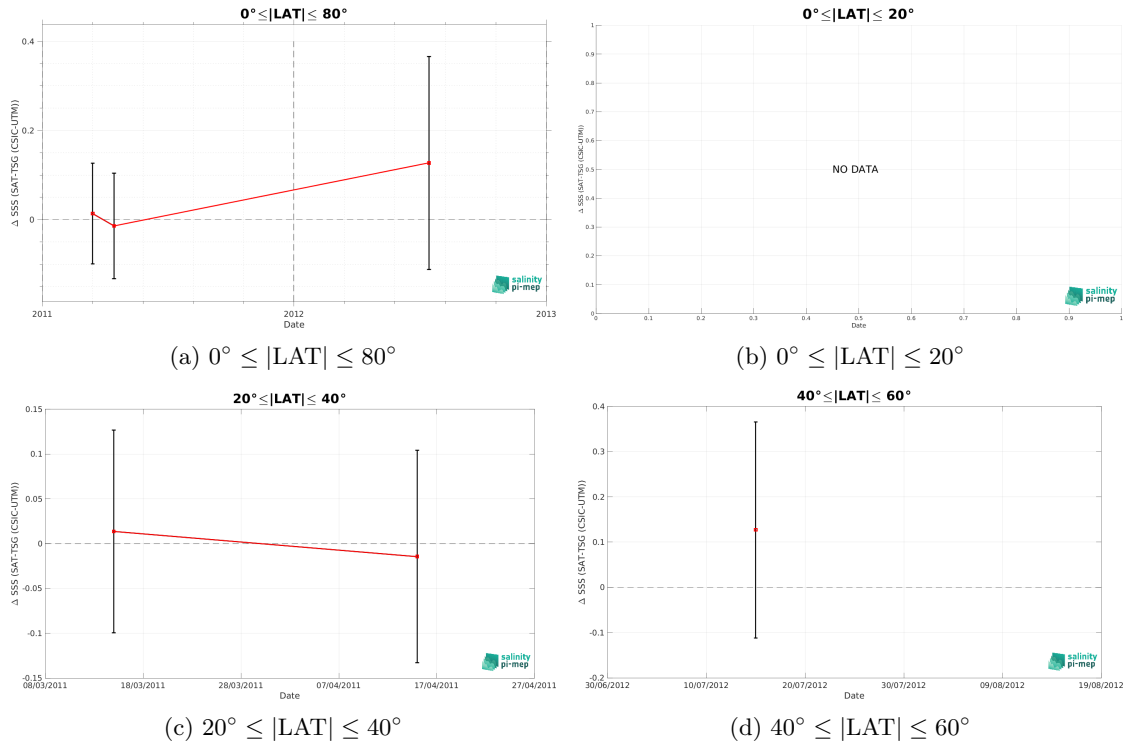 0°≤|LAT|≤ 80°
0.4
0.2
0
Δ SSS (SAT-TSG (CSIC-UTM))
2011
2012
2013
Date
salinity
pi-mep
(a) 0° ≤ |LAT| ≤ 80°
0°≤|LAT|≤ 20°
1
0.9
0.8
0.7
0.6
0.5
0.4
0.3
0.2
0.1
0
Δ SSS (SAT-TSG (CSIC-UTM))
NO DATA
0
0.1
0.2
0.3
0.4
0.5
0.6
0.7
0.8
0.9
1
Date
salinity
pi-mep
(b) 0° ≤ |LAT| ≤ 20°
20°≤|LAT|≤ 40°
0.15
0.1
0.05
0
-0.05
-0.1
-0.15
Δ SSS (SAT-TSG (CSIC-UTM))
08/03/2011
18/03/2011
28/03/2011
07/04/2011
17/04/2011
27/04/2011
Date
salinity
pi-mep
(c) 20° ≤ |LAT| ≤ 40°
40°≤|LAT|≤ 60°
0.4
0.3
0.2
0.1
0
-0.1
-0.2
Δ SSS (SAT-TSG (CSIC-UTM))
30/06/2012
10/07/2012
20/07/2012
30/07/2012
09/08/2012
19/08/2012
Date
salinity
pi-mep
(d) 40° ≤ |LAT| ≤ 60°